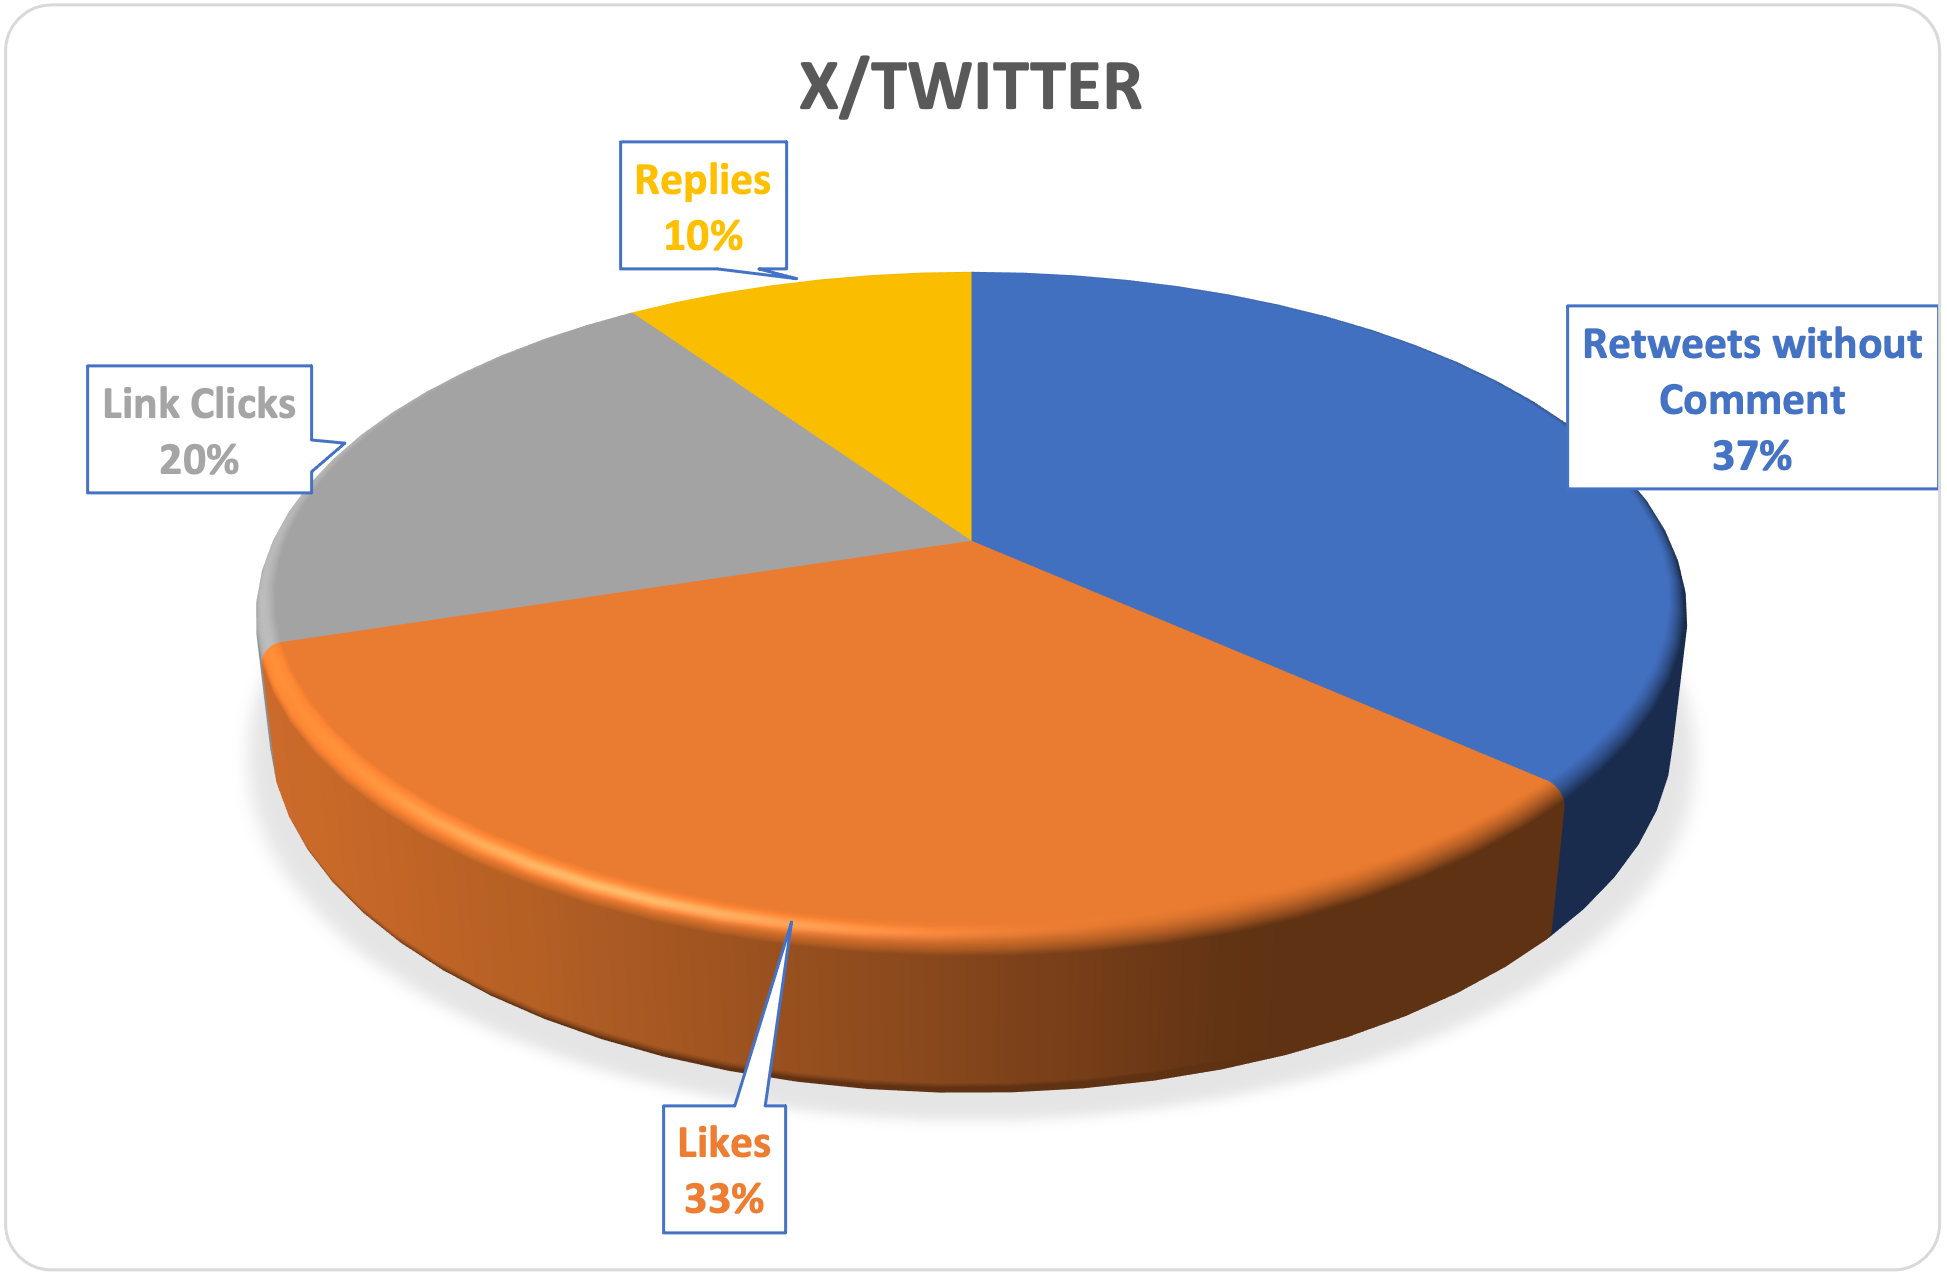 X/TWITTER
Replies
10%
Retweets without
Comment
37%
Link Clicks
20%
Likes
33%